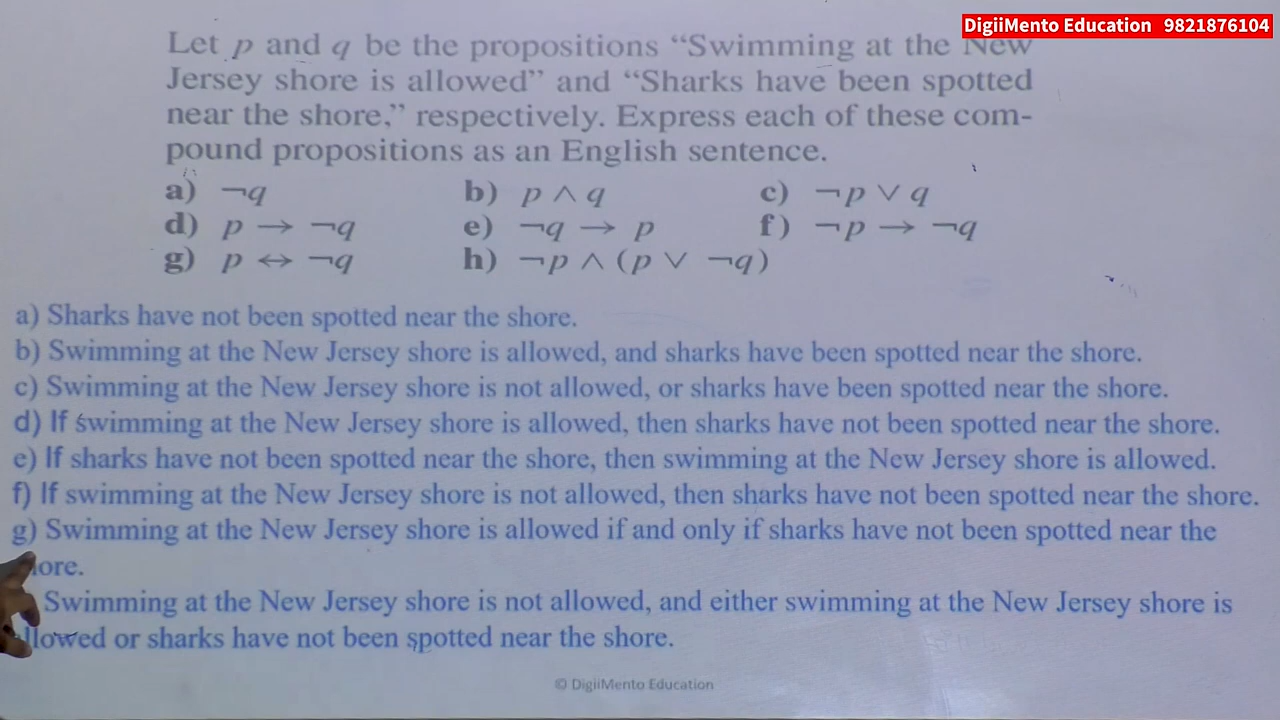 DigiiMento Education 9821876104
Let p and q be the propositions “Swimming at the New
Jersey shore is allowed” and “Sharks have been spotted
near the shore,” respectively. Express each of these com-
pound propositions as an English sentence.
a) ¬q b) p ∧ q c) ¬p ∨ q
d) p → ¬q e) ¬q → p f) ¬p → ¬q
g) p ↔ ¬q h) ¬p ∧ (p ∨ ¬q)
a) Sharks have not been spotted near the shore.
b) Swimming at the New Jersey shore is allowed, and sharks have been spotted near the shore.
c) Swimming at the New Jersey shore is not allowed, or sharks have been spotted near the shore.
d) If swimming at the New Jersey shore is allowed, then sharks have not been spotted near the shore.
e) If sharks have not been spotted near the shore, then swimming at the New Jersey shore is allowed.
f) If swimming at the New Jersey shore is not allowed, then sharks have not been spotted near the shore.
g) Swimming at the New Jersey shore is allowed if and only if sharks have not been spotted near the
hore.
Swimming at the New Jersey shore is not allowed, and either swimming at the New Jersey shore is
llowed or sharks have not been spotted near the shore.
© DigiiMento Education